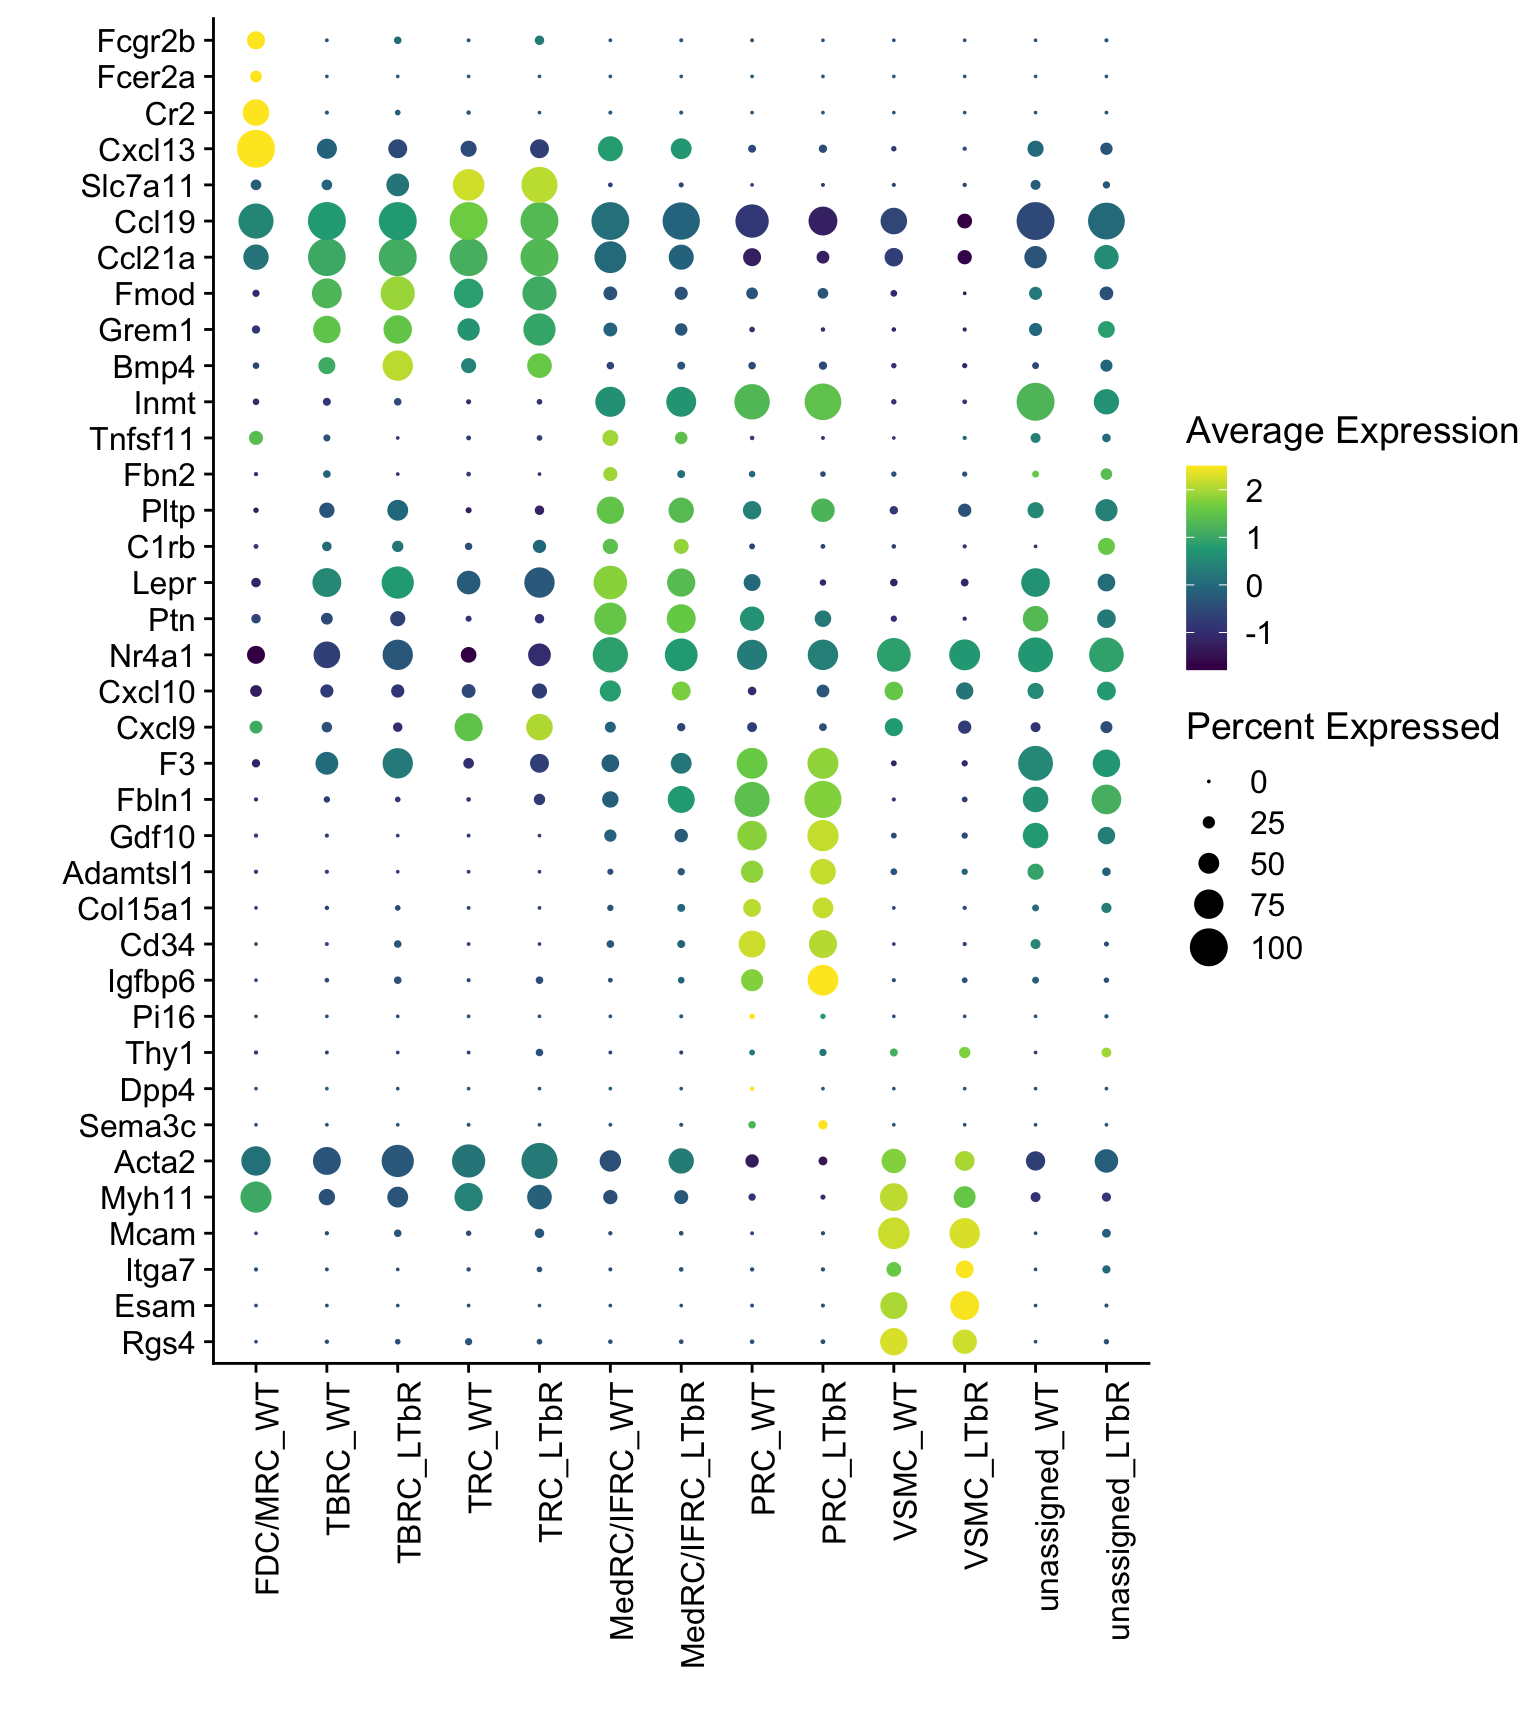 Fcgr2b
Fcer2a
Cr2
Cxcl13
Slc7a11
Ccl19
Ccl21a
Fmod
Grem1
Bmp4
Inmt
Tnfsf11
Fbn2
Pltp
C1rb
Lepr
Ptn
Nr4a1
Cxcl10
Cxcl9
F3
Fbln1
Gdf10
Adamtsl1
Col15a1
Cd34
Igfbp6
Pi16
Thy1
Dpp4
Sema3c
Acta2
Myh11
Mcam
Itga7
Esam
Rgs4
FDC/MRC_WT
TBRC_WT
TBRC_LTbR
TRC_WT
TRC_LTbR
MedRC/IFRC_WT
MedRC/IFRC_LTbR
PRC_WT
PRC_LTbR
VSMC_WT
VSMC_LTbR
unassigned_WT
unassigned_LTbR
Average Expression
2
1
0
-1
Percent Expressed
0
25
50
75
100